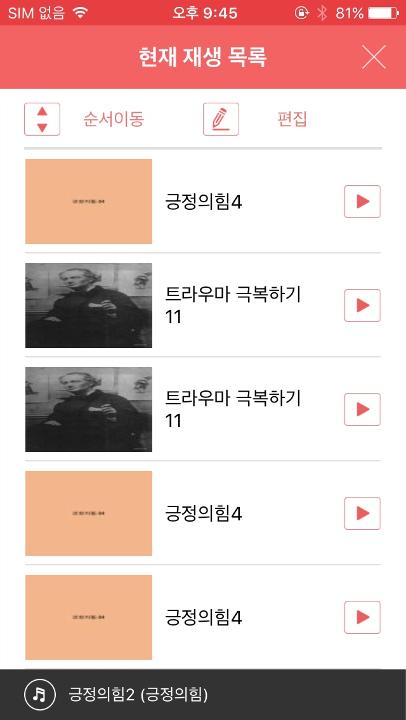 SIM 없음 오후 9:45 81%
현재 재생 목록
순서이동 편집
긍정의힘4
트라우마 극복하기
11
트라우마 극복하기
11
긍정의힘4
긍정의힘4
긍정의힘2 (긍정의힘)